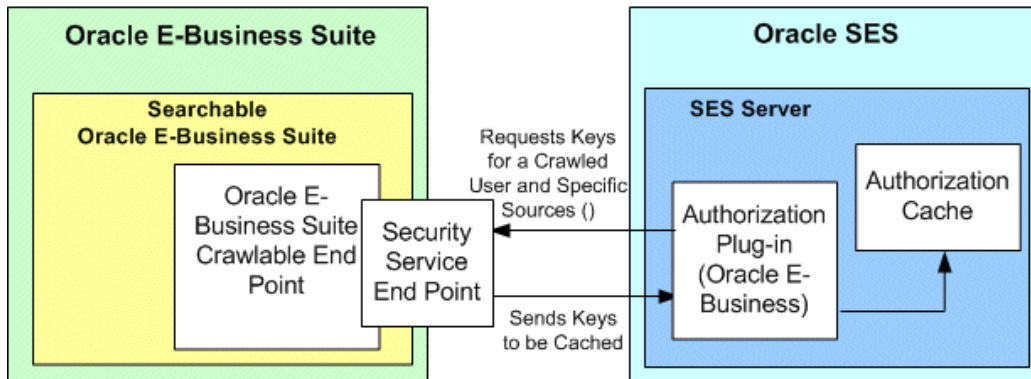 Oracle E-Business Suite
Searchable
Oracle E-Business Suite
Oracle E-
Business Suite
Crawlable End
Point
Security
Service
End Point
Requests Keys
for a Crawled
User and Specific
Sources ()
Sends Keys
to be Cached
Oracle SES
SES Server
Authorization
Plug-in
(Oracle E-
Business)
Authorization
Cache